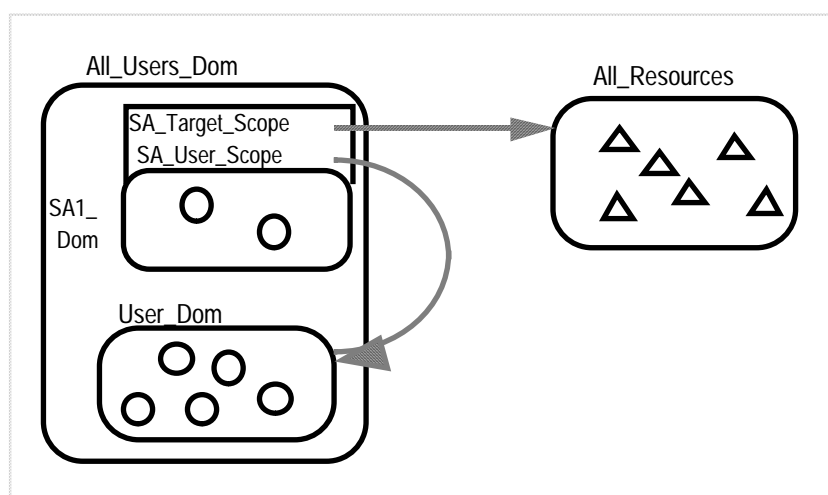 All_Users_Dom
All_Resources
SA_Target_Scope
SA_User_Scope
SA1_
Dom
User_Dom